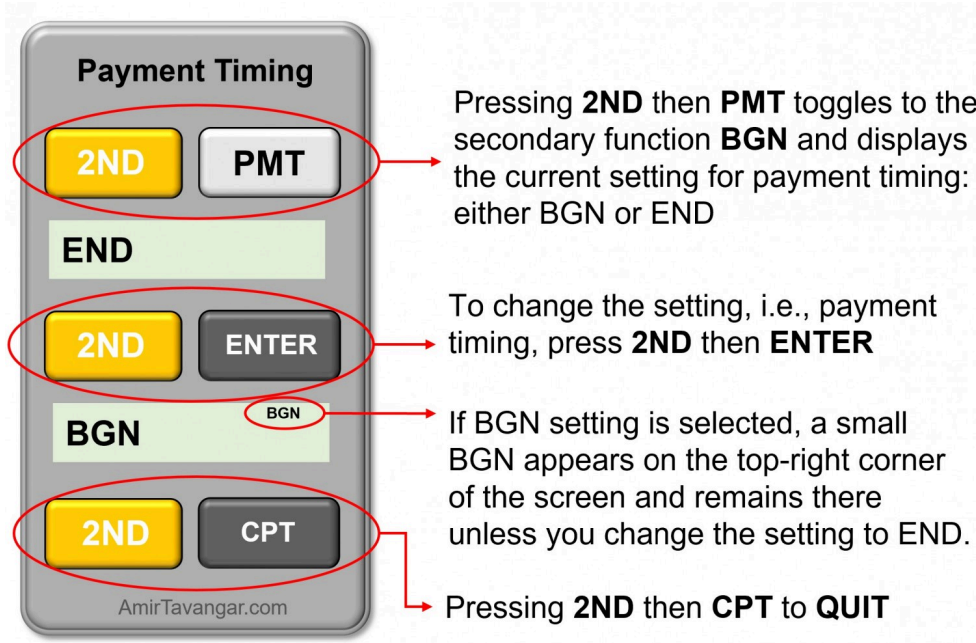 Payment Timing
2ND PMT
Pressing 2ND then PMT toggles to the
secondary function BGN and displays
the current setting for payment timing:
either BGN or END
END
2ND ENTER
To change the setting, i.e., payment
timing, press 2ND then ENTER
BGN
BGN
If BGN setting is selected, a small
BGN appears on the top-right corner
of the screen and remains there
unless you change the setting to END.
2ND CPT
Pressing 2ND then CPT to QUIT
AmirTavangar.com